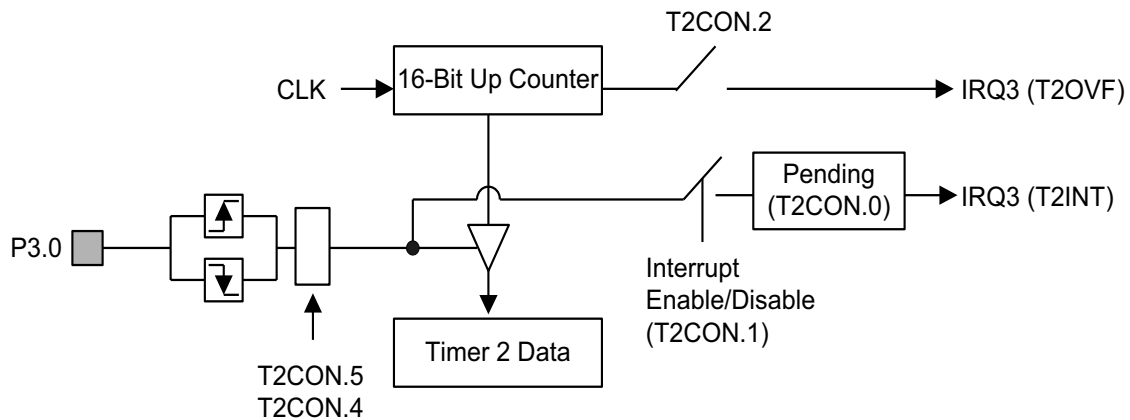 T2CON.2
CLK
16-Bit Up Counter
IRQ3 (T2OVF)
Pending
(T2CON.0)
IRQ3 (T2INT)
P3.0
Interrupt
Enable/Disable
(T2CON.1)
Timer 2 Data
T2CON.5
T2CON.4